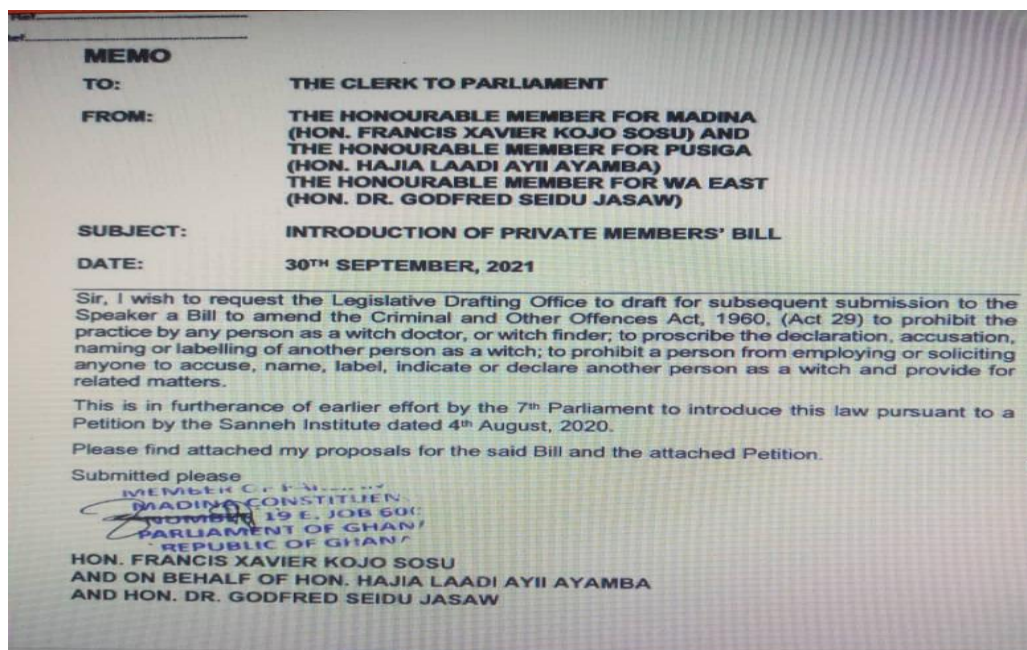 MEMO
TO: THE CLERK TO PARLIAMENT
FROM: THE HONOURABLE MEMBER FOR MADINA
(HON. FRANCIS XAVIER KOJO SOSU) AND
THE HONOURABLE MEMBER FOR PUSIGA
(HON. HAJIA LAADI AYII AYAMBA)
THE HONOURABLE MEMBER FOR WA EAST
(HON. DR. GODFRED SEIDU JASAW)
SUBJECT: INTRODUCTION OF PRIVATE MEMBERS' BILL
DATE: 30TH SEPTEMBER, 2021
Sir, I wish to request the Legislative Drafting Office to draft for subsequent submission to the
Speaker a Bill to amend the Criminal and Other Offences Act, 1960, (Act 29) to prohibit the
practice by any person as a witch doctor, or witch finder; to proscribe the declaration, accusation,
naming or labelling of another person as a witch; to prohibit a person from employing or soliciting
anyone to accuse, name, label, indicate or declare another person as a witch and provide for
related matters.
This is in furtherance of earlier effort by the 7th Parliament to introduce this law pursuant to a
Petition by the Sanneh Institute dated 4th August, 2020.
Please find attached my proposals for the said Bill and the attached Petition.
Submitted please
MEMBER
MADINA CONSTITUEN
19 E. JOB 600
PARLIAMENT OF GHAN
REPUBLIC OF GHAN
HON. FRANCIS XAVIER KOJO SOSU
AND ON BEHALF OF HON. HAJIA LAADI AYII AYAMBA
AND HON. DR. GODFRED SEIDU JASAW